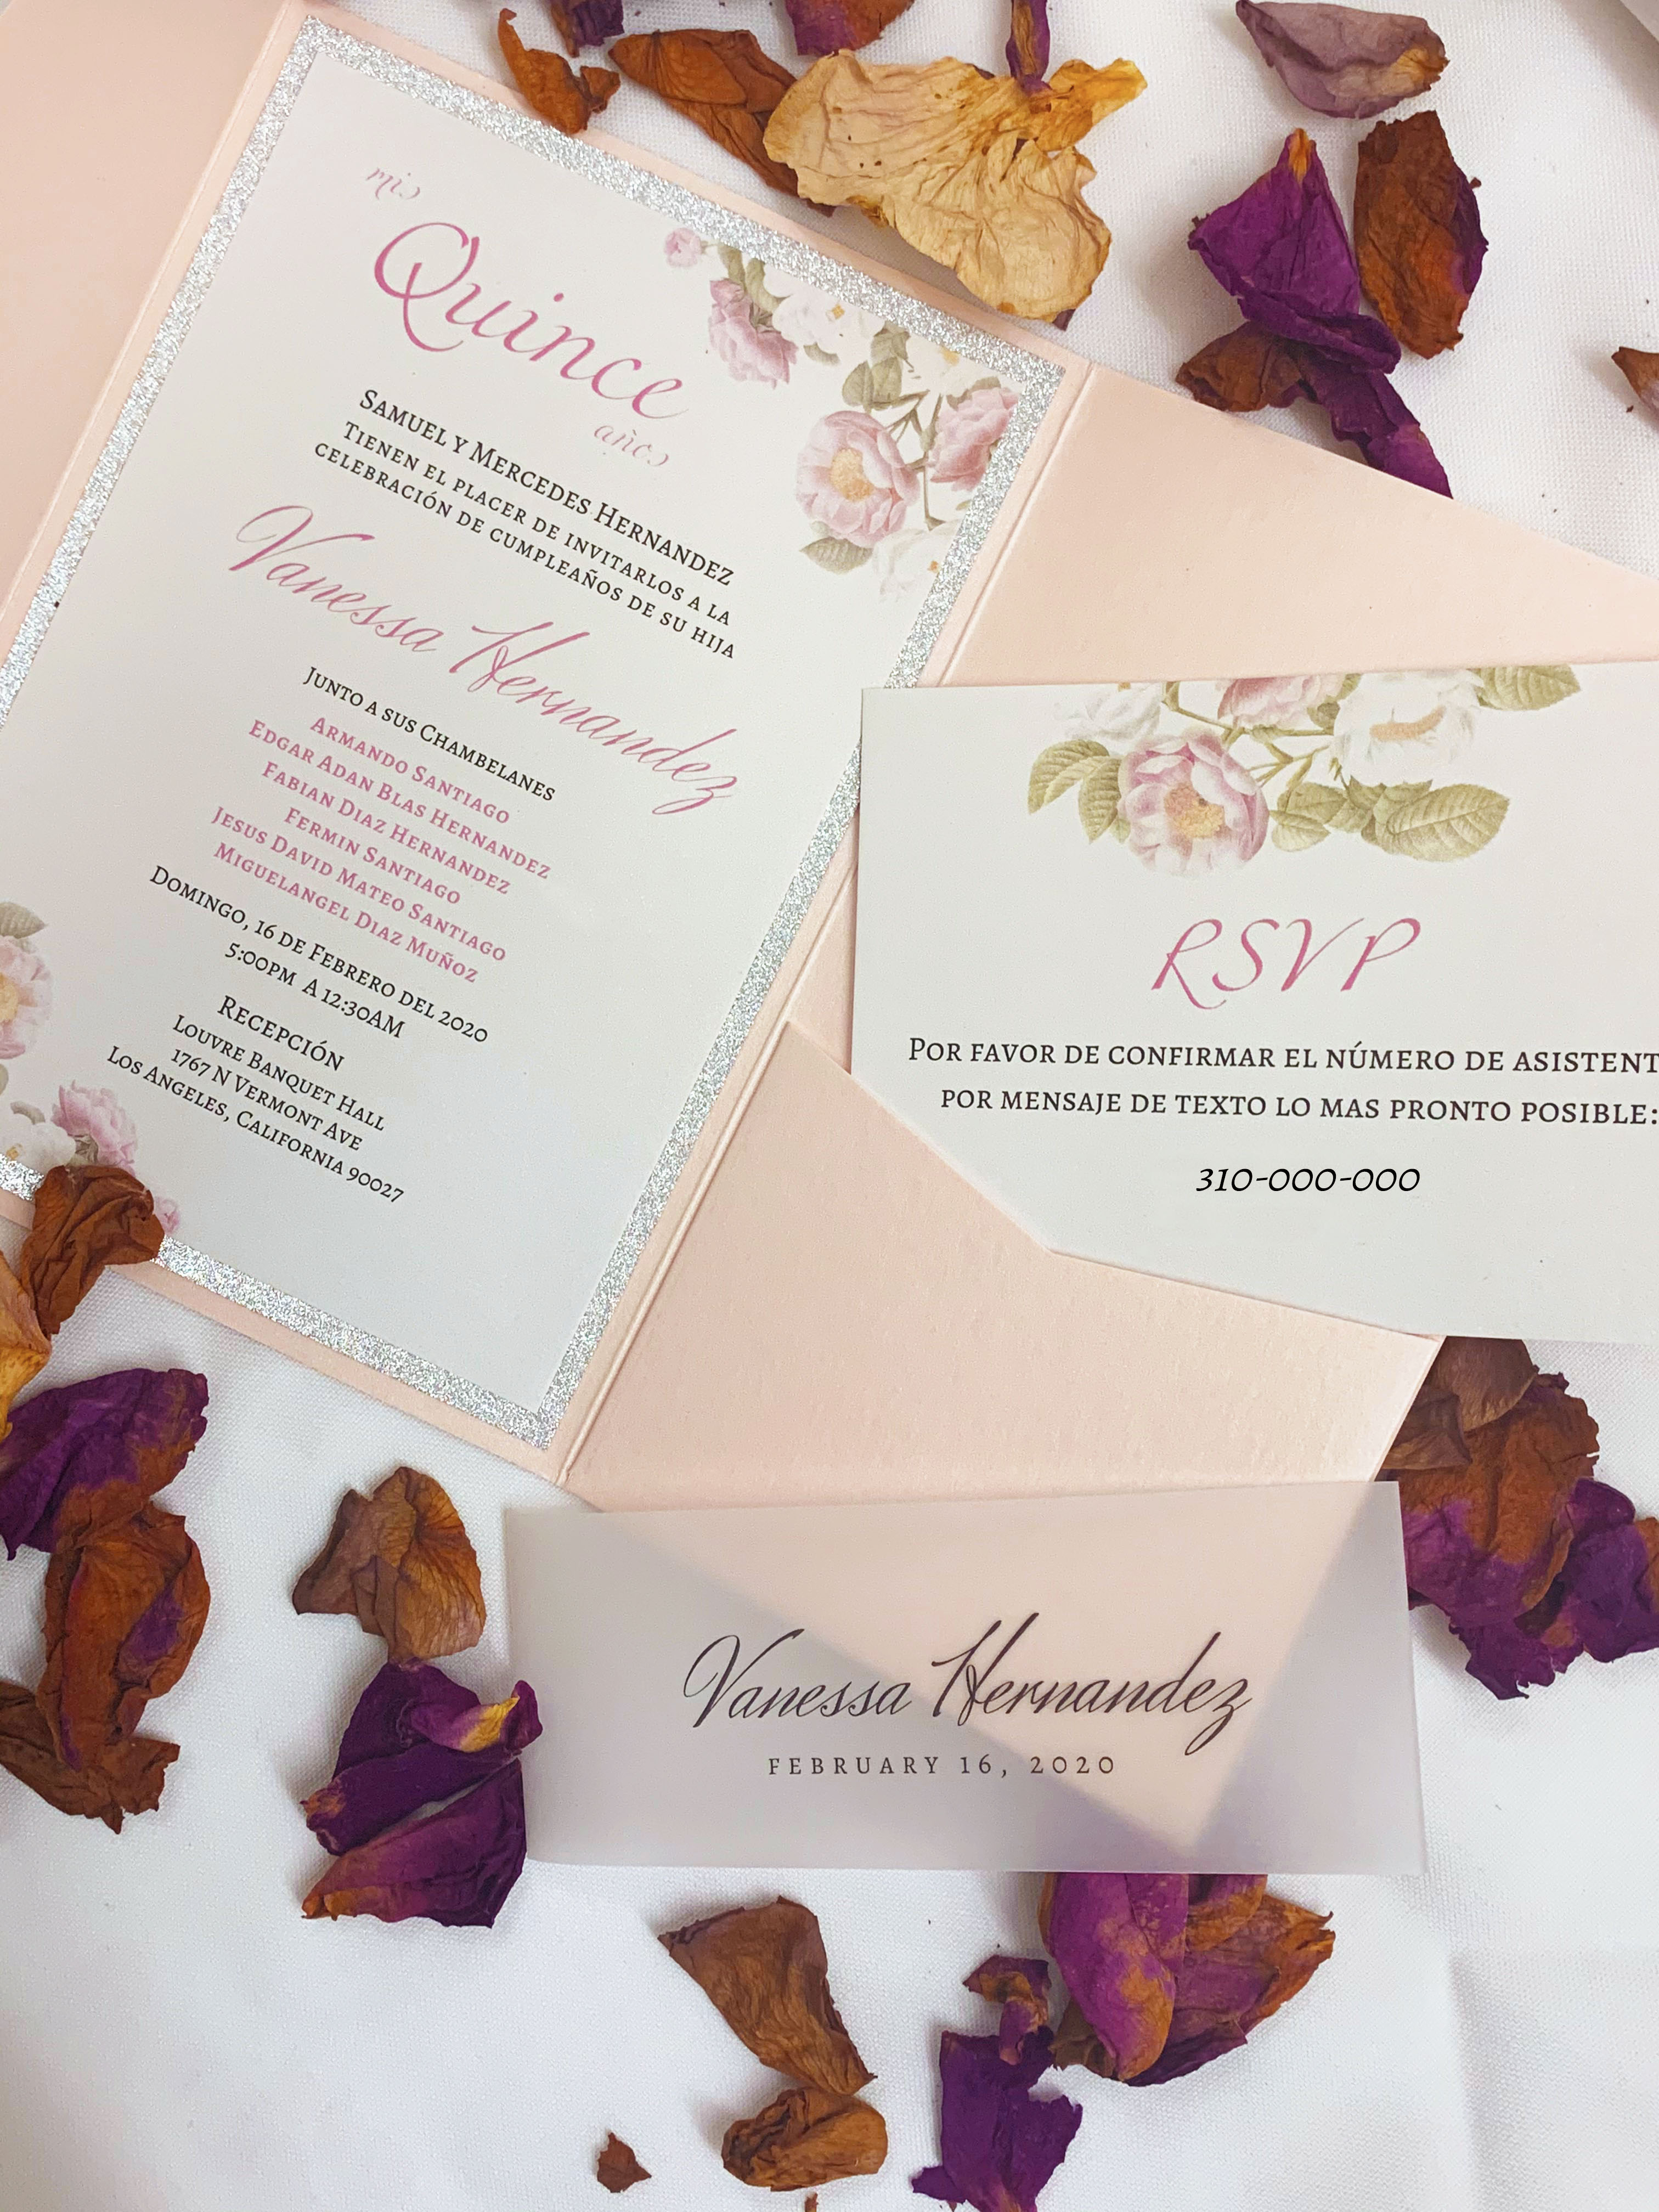 mis
Quince
años
Samuel y Mercedes Hernandez
Tienen el placer de invitarlos a la
celebración de cumpleaños de su hija
Vanessa Hernandez
Junto a sus Chambelanes
Armando Santiago
Edgar Adan Blas Hernandez
Fabian Diaz Hernandez
Fermin Santiago
Jesus David Mateo Santiago
Miguelangel Diaz Muñoz
Domingo, 16 de Febrero del 2020
5:00pm a 12:30am
Recepción
Louvre Banquet Hall
1767 N Vermont Ave
Los Angeles, California 90027
RSVP
Por favor de confirmar el número de
por mensaje de texto lo mas pronto posible:
310-000-000
Vanessa Hernandez
FEBRUARY 16, 2020